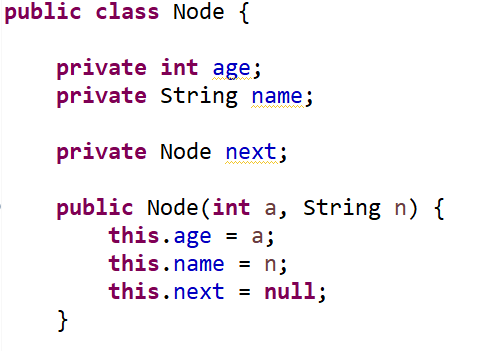 public class Node {
private int age;
private String name;
private Node next;
public Node(int a, String n) {
this.age = a;
this.name = n;
this.next = null;
}